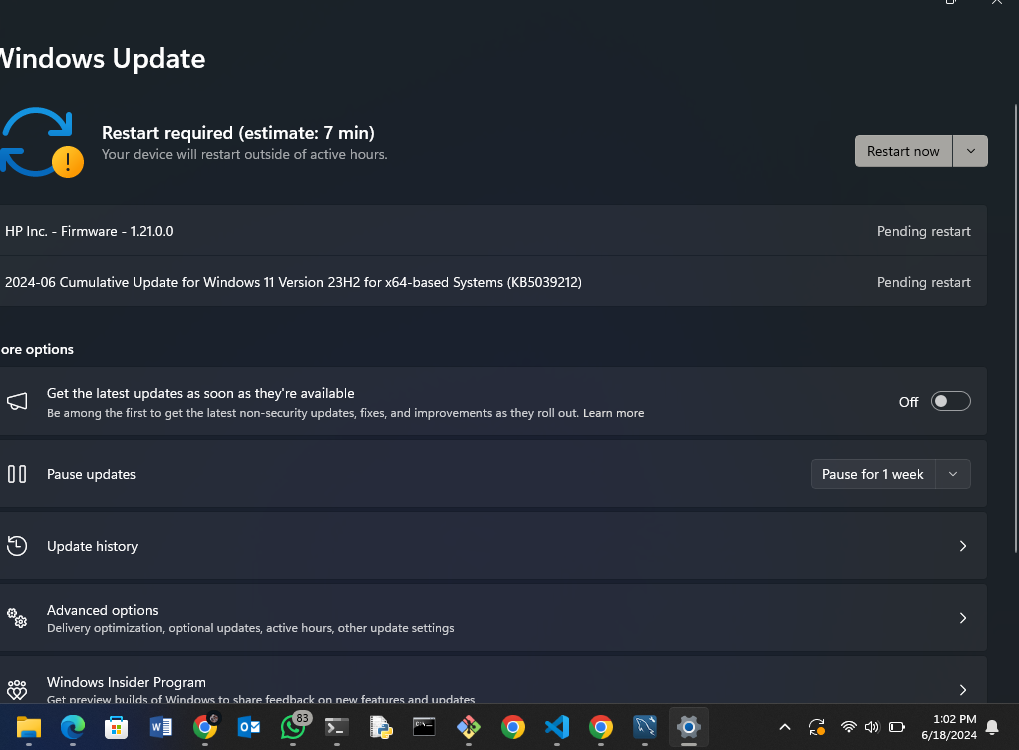 Windows Update
Restart required (estimate: 7 min)
Your device will restart outside of active hours.
Restart now
HP Inc. - Firmware - 1.21.0.0
Pending restart
2024-06 Cumulative Update for Windows 11 Version 23H2 for x64-based Systems (KB5039212)
Pending restart
ore options
Get the latest updates as soon as they're available
Be among the first to get the latest non-security updates, fixes, and improvements as they roll out. Learn more
Off
Pause updates
Pause for 1 week
Update history
Advanced options
Delivery optimization, optional updates, active hours, other update settings
Windows Insider Program
Get preview builds of Windows to share feedback on new features and updates
83
1:02 PM
6/18/2024